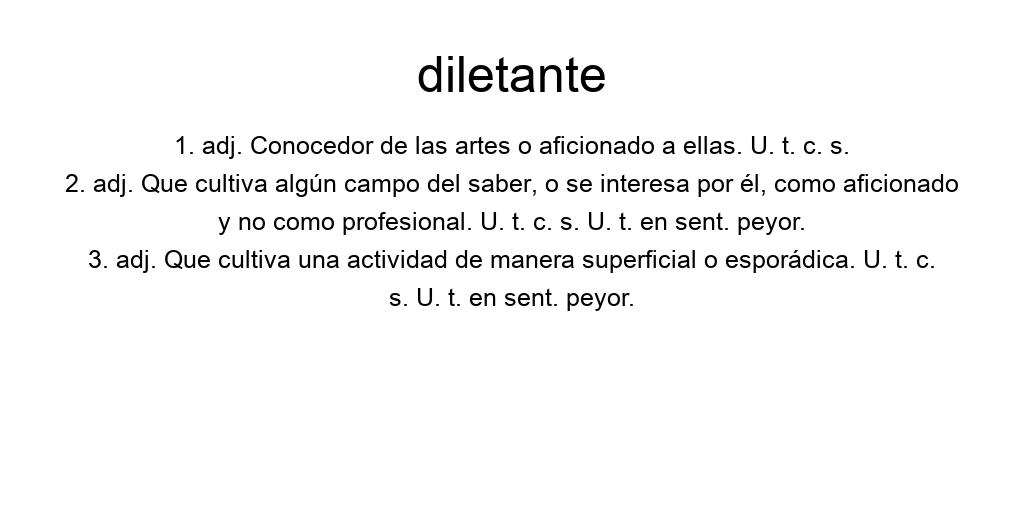 diletante
1. adj. Conocedor de las artes o aficionado a ellas. U. t. c. s.
2. adj. Que cultiva algún campo del saber, o se interesa por él, como aficionado
y no como profesional. U. t. c. s. U. t. en sent. peyor.
3. adj. Que cultiva una actividad de manera superficial o esporádica. U. t. c.
s. U. t. en sent. peyor.